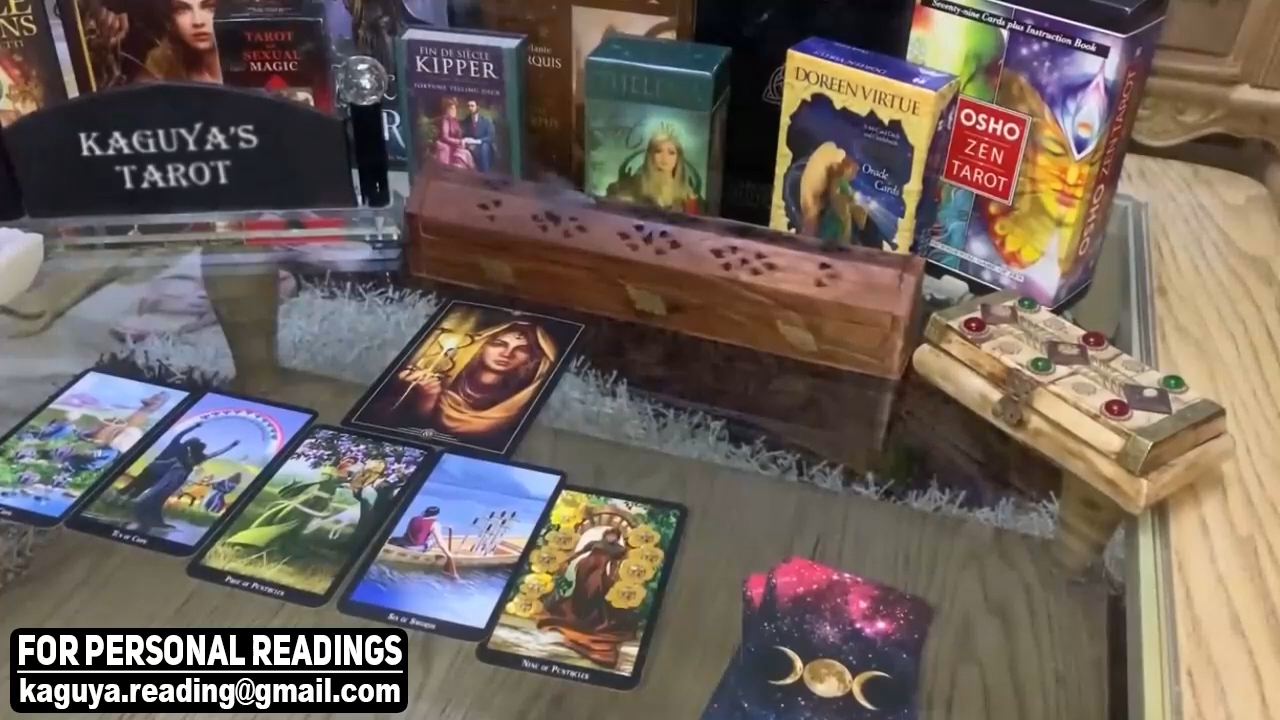 TAROT
OF
SEXUAL
MAGIC
FIN DE SIÈCLE
KIPPER
FORTUNE TELLING DECK
DOREEN VIRTUE
Oracle
Cards
Seventy-nine Cards plus Instruction Book
OSHO
ZEN
TAROT
OSHO ZEN TAROT
KAGUYA'S
TAROT
TEN OF CUPS
PAGE OF PENTACLES
SIX OF SWORDS
NINE OF PENTACLES
FOR PERSONAL READINGS
kaguya.reading@gmail.com